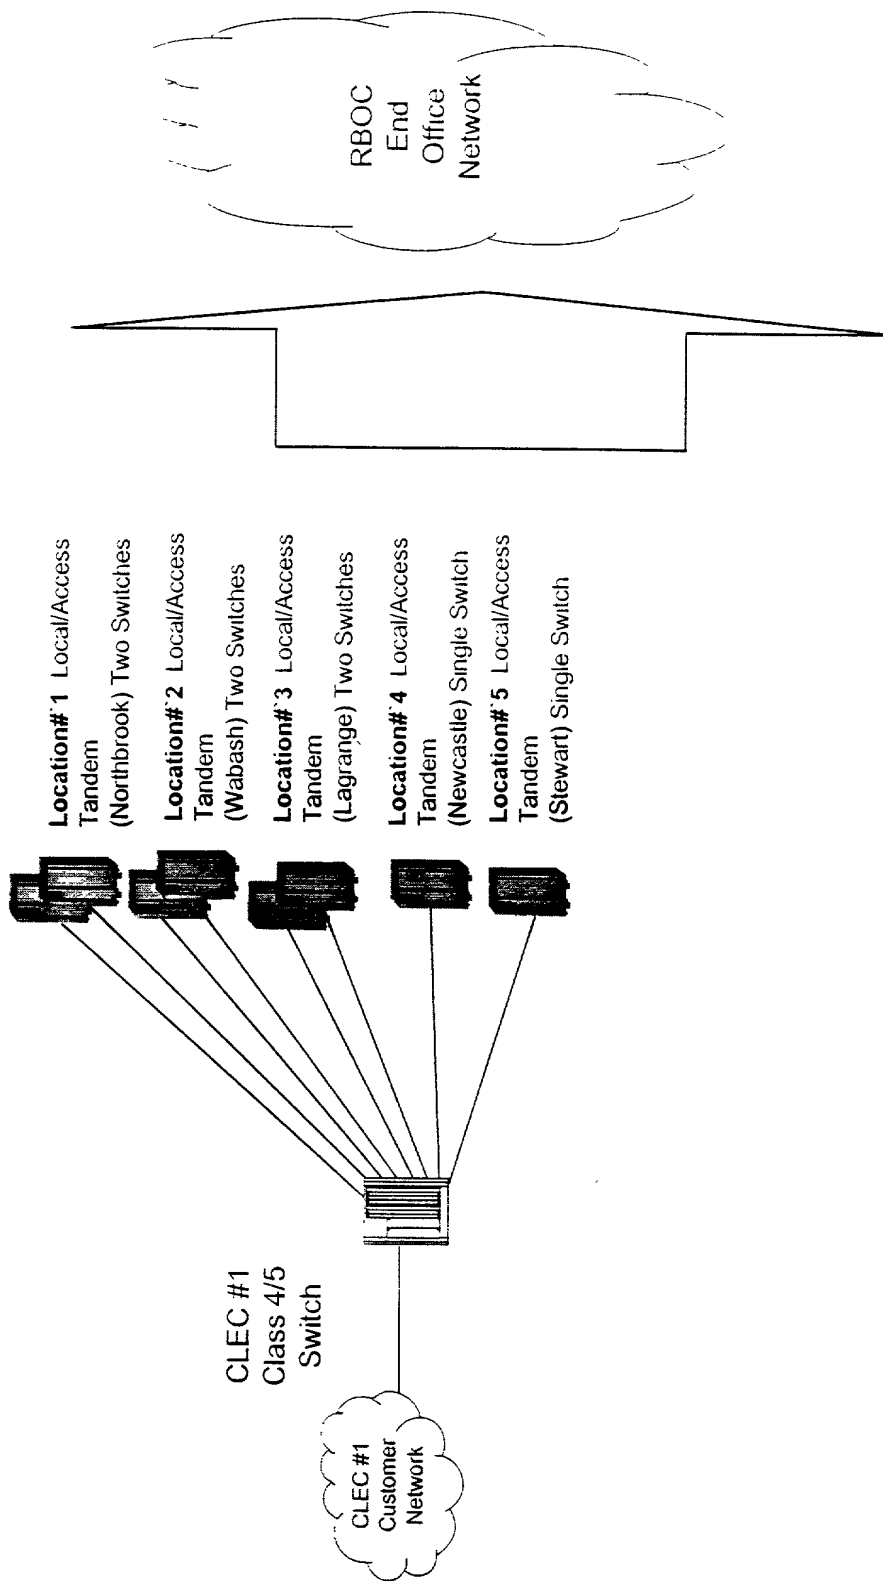 CLEC #1
Customer
Network
CLEC #1
Class 4/5
Switch
Location# 1 Local/Access
Tandem
(Northbrook) Two Switches
Location# 2 Local/Access
Tandem
(Wabash) Two Switches
Location# 3 Local/Access
Tandem
(Lagrange) Two Switches
Location# 4 Local/Access
Tandem
(Newcastle) Single Switch
Location# 5 Local/Access
Tandem
(Stewart) Single Switch
RBOC
End
Office
Network